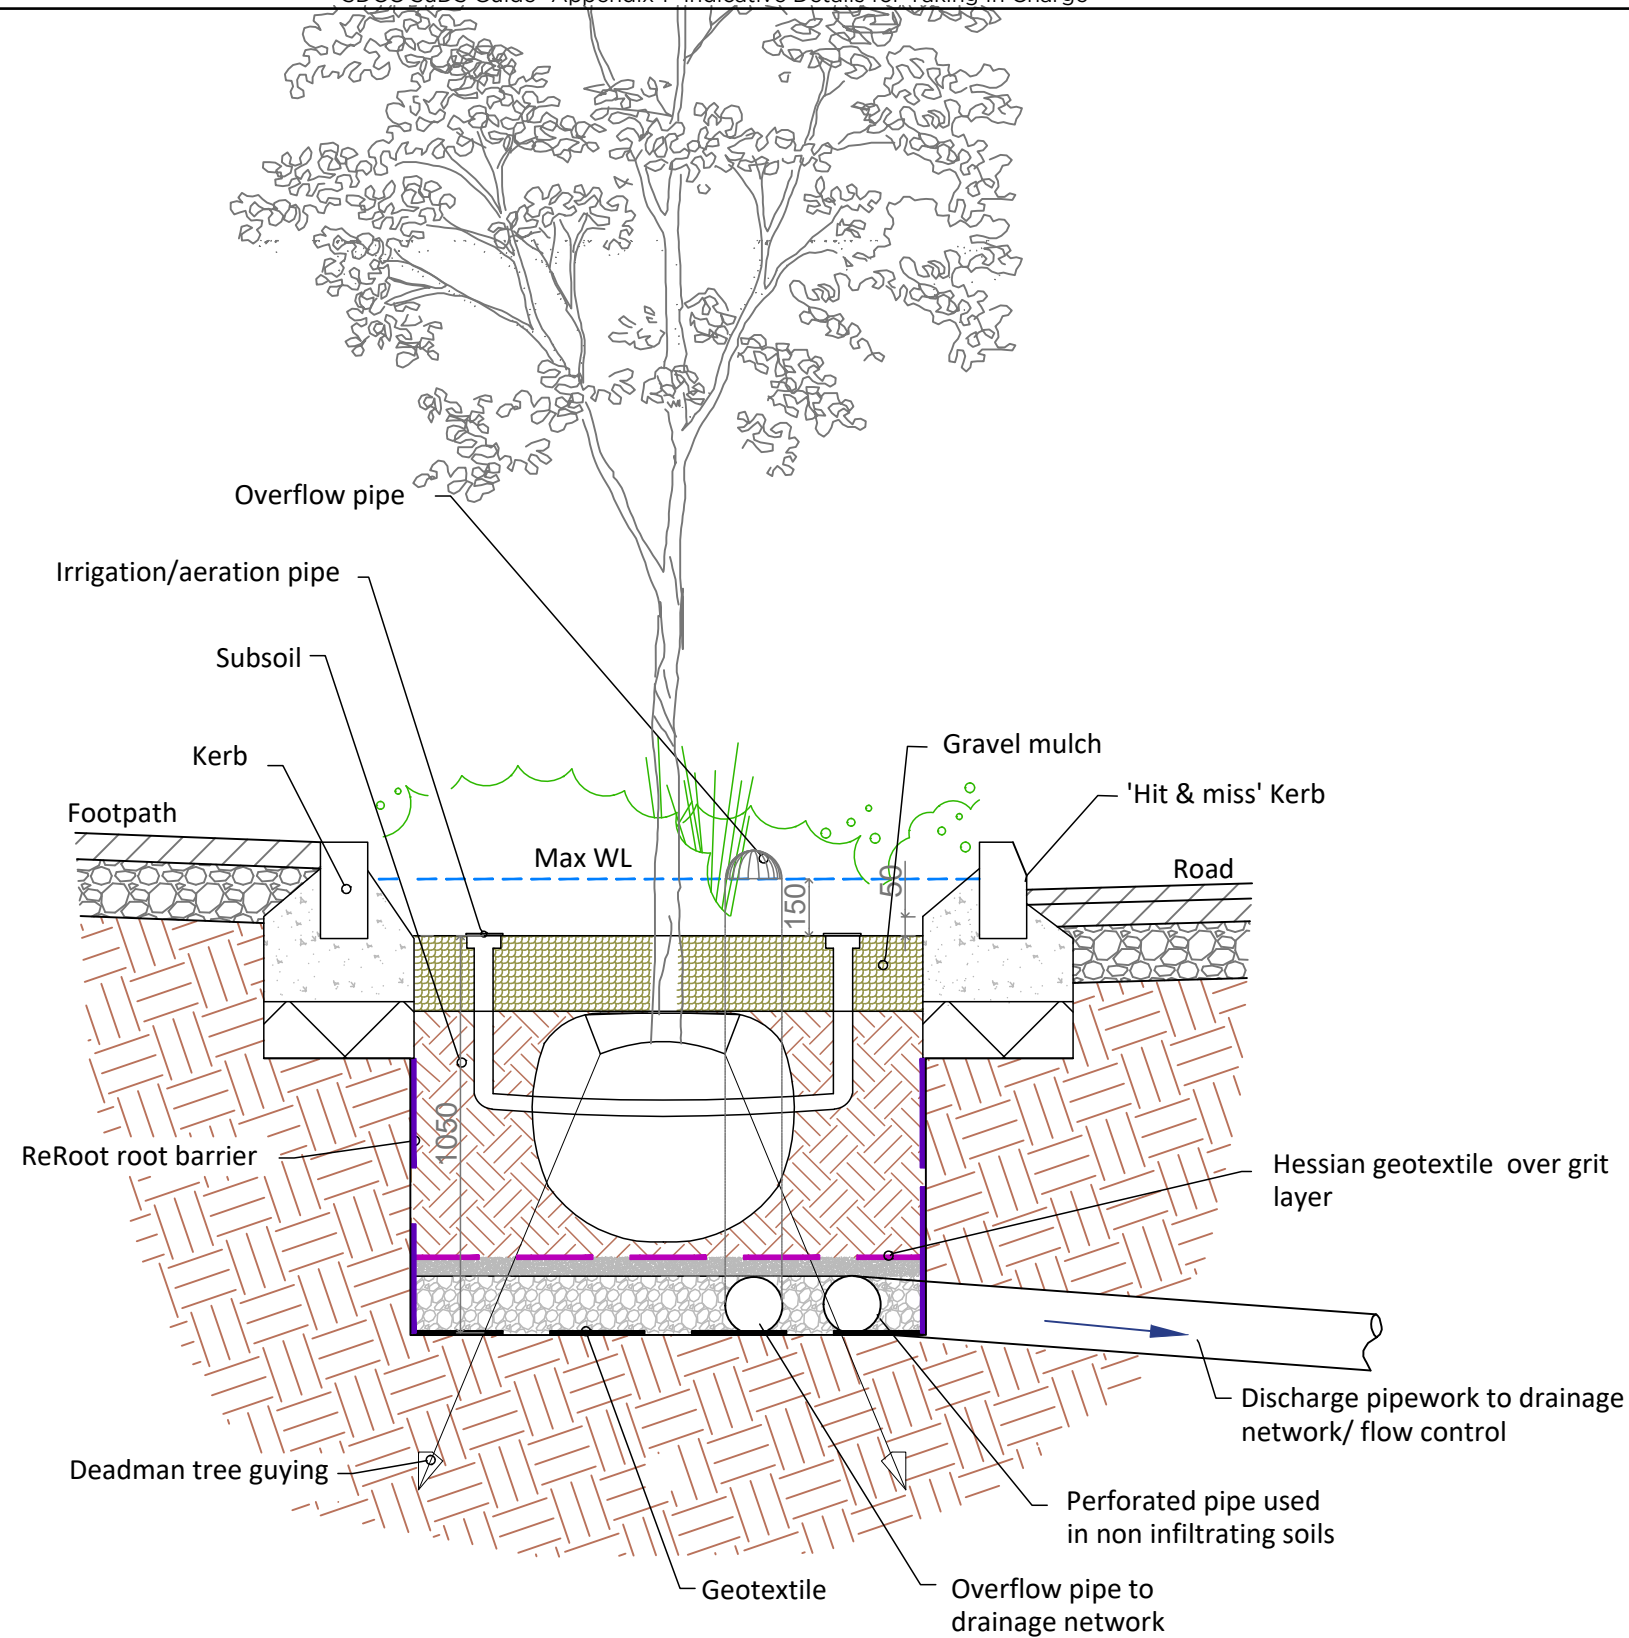 Overflow pipe
Irrigation/aeration pipe
Subsoil
Kerb
Gravel mulch
'Hit & miss' Kerb
Footpath
Max WL
Road
50
150
1050
ReRoot root barrier
Hessian geotextile over grit
layer
Discharge pipework to drainage
network/ flow control
Deadman tree guying
Perforated pipe used
in non infiltrating soils
Geotextile
Overflow pipe to
drainage network